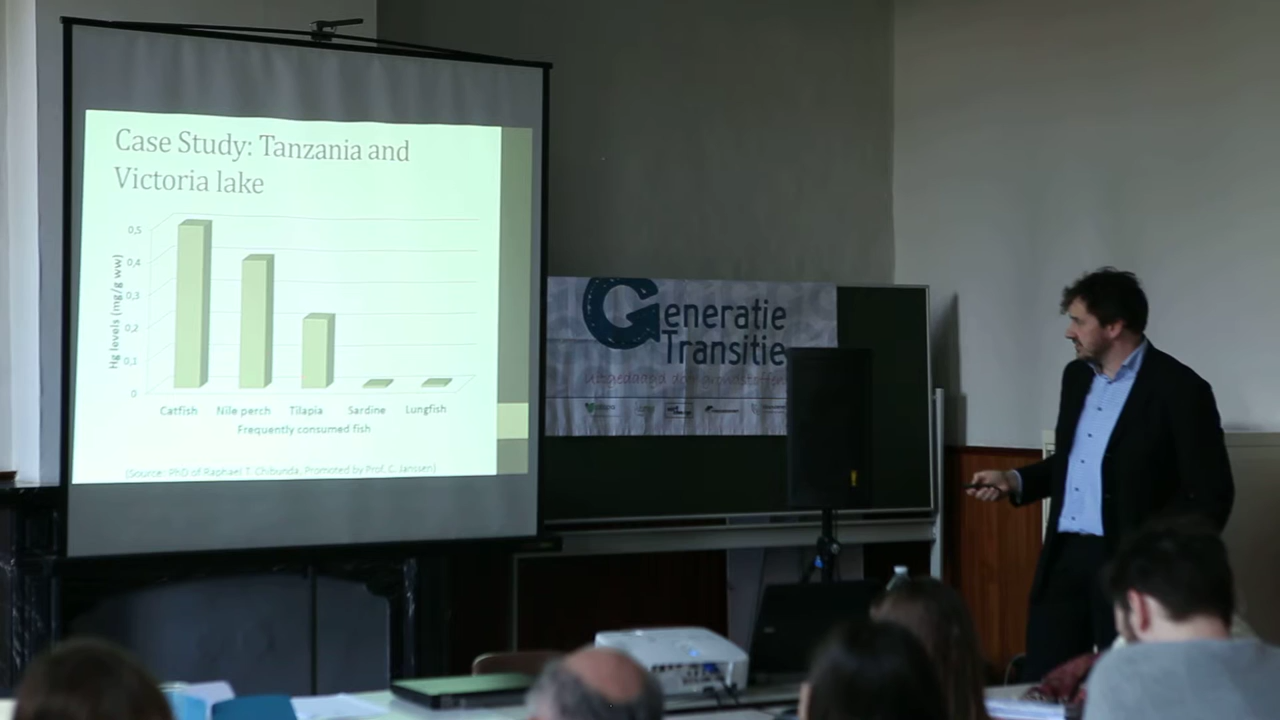 Case Study: Tanzania and
Victoria lake
0,5
0,4
0,3
0,2
0,1
0
Hg levels (mg/g ww)
Catfish Nile perch Tilapia Sardine Lungfish
Frequently consumed fish
(Source: PhD of Raphael T. Chibunda, Promoted by Prof. C. Janssen)
Generatie
Transitie